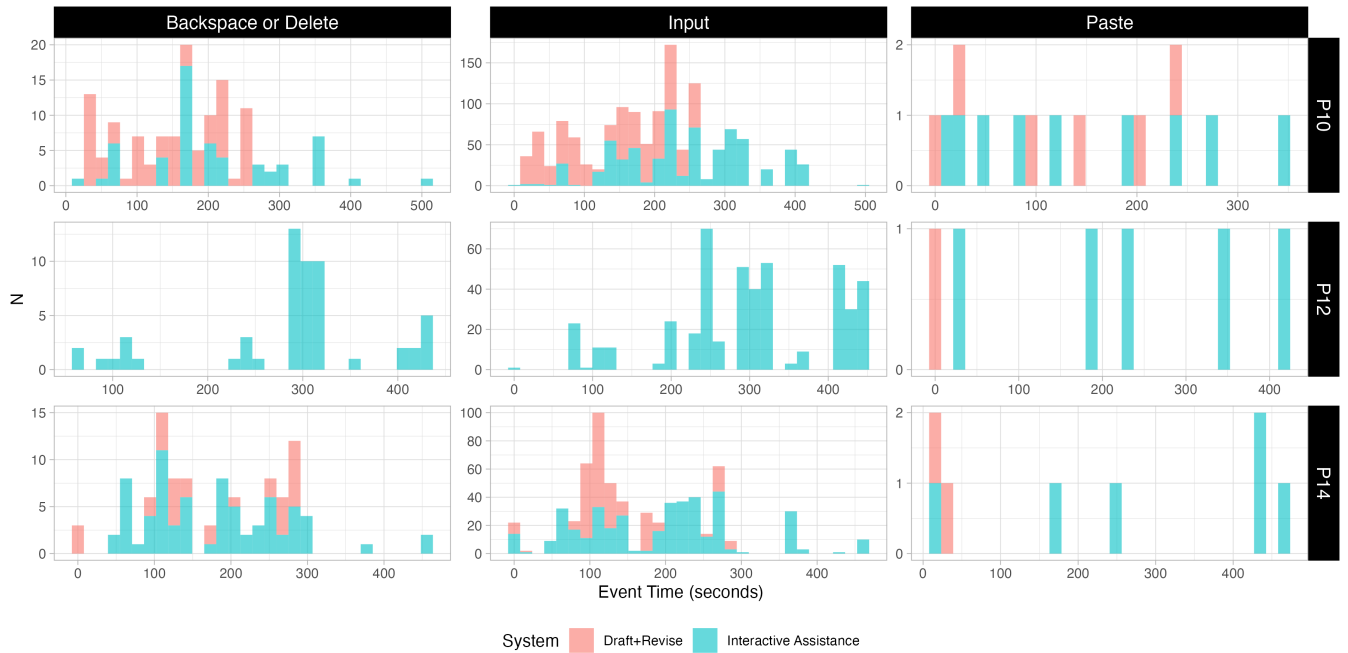 Backspace or Delete Input Paste
20
15
10
5
0
0 100 200 300 400 500
150
100
50
0
0 100 200 300 400 500
2
1
0
0 100 200 300
P10
N
10
5
0
100 200 300 400
60
40
20
0
0 100 200 300 400
1
0
0 100 200 300 400
P12
15
10
5
0
0 100 200 300 400
100
80
60
40
20
0
0 100 200 300 400
2
1
0
0 100 200 300 400
P14
Event Time (seconds)
System Draft+Revise Interactive Assistance